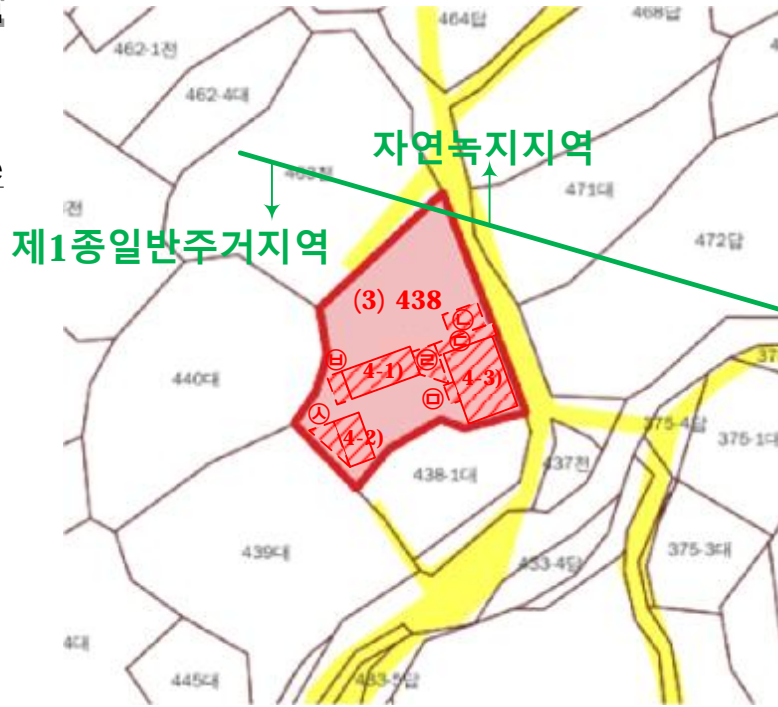 464답
468답
462-1전
462-4대
자연녹지지역
463전
471대
472답
제1종일반주거지역
(3) 438
㉡
㉢
㉥
㉣
4-1)
4-3)
440대
㉤
㉦
4-2)
375-4답
375-1대
438-1대
437전
439대
433-4답
375-3대
445대
433-5답